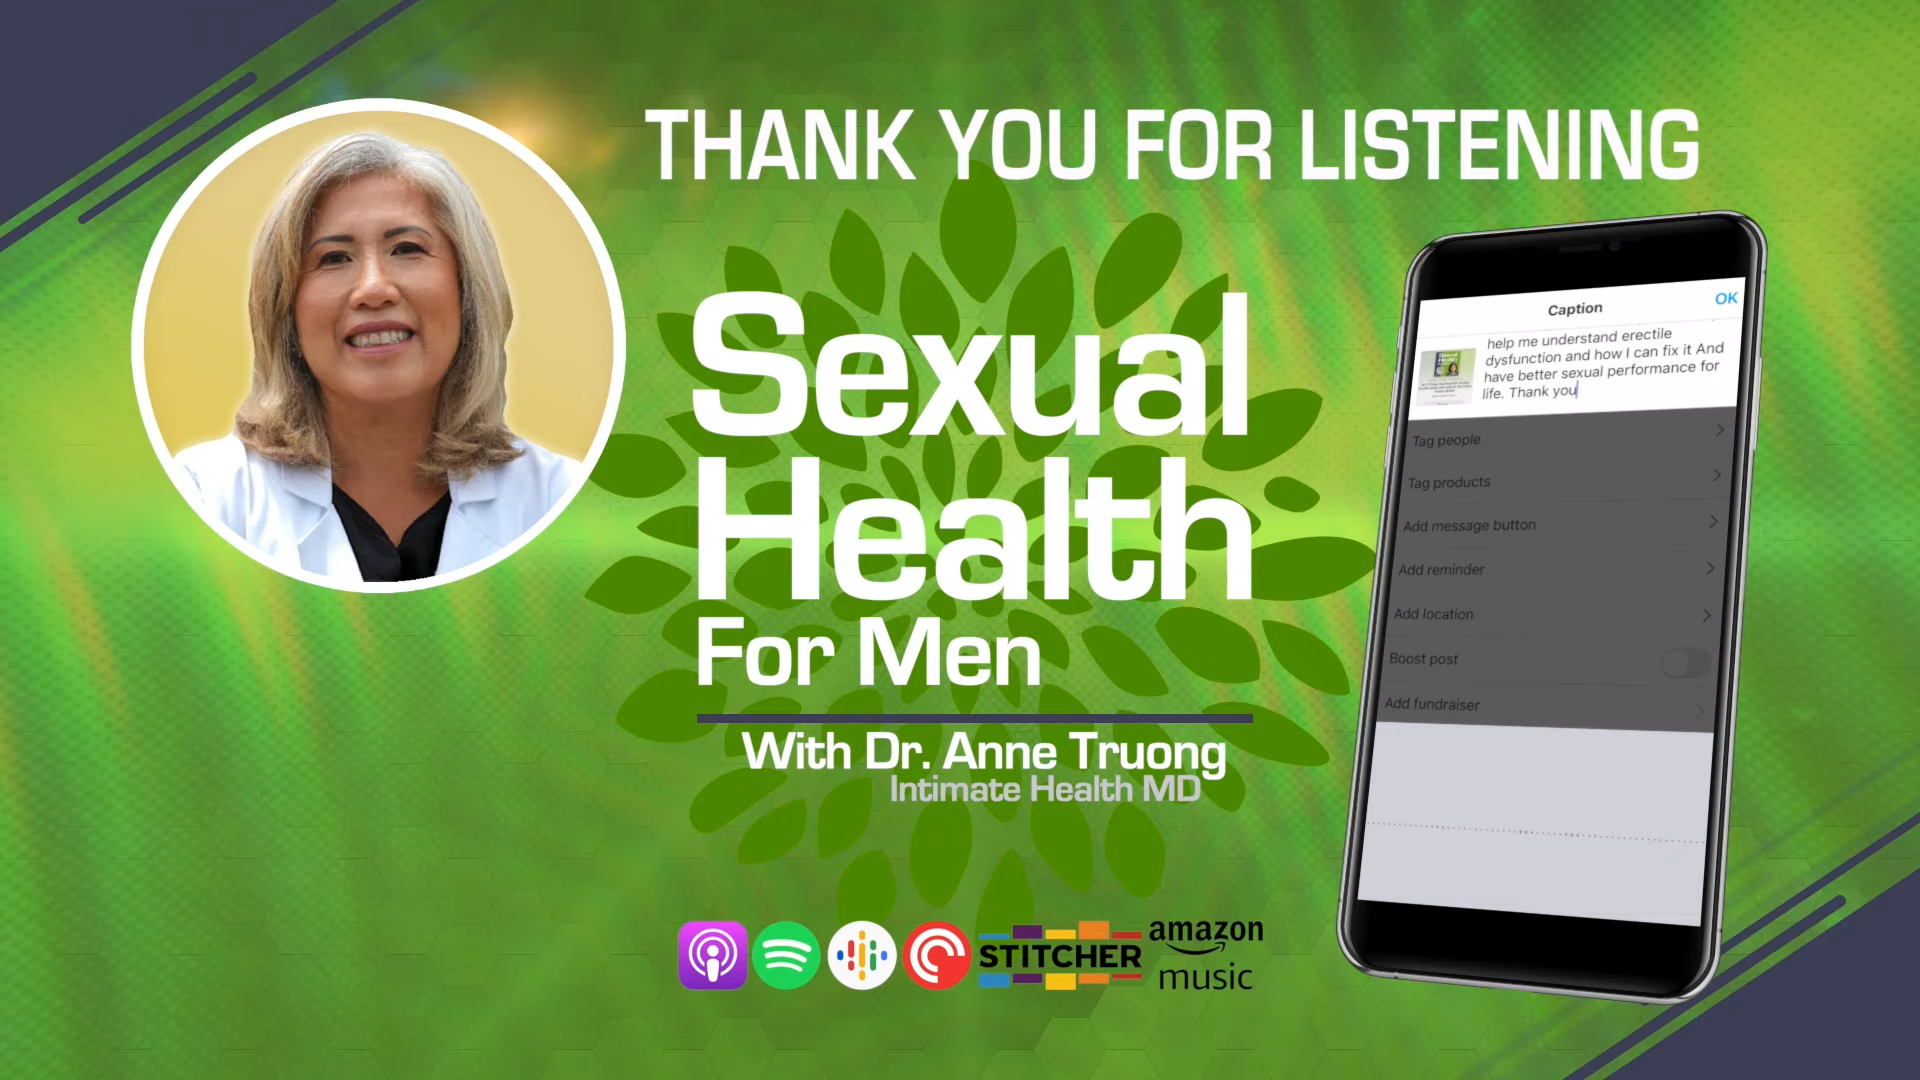 THANK YOU FOR LISTENING
Sexual
Health
For Men
With Dr. Anne Truong
Intimate Health MD
STITCHER
amazon
music
Caption
OK
help me understand erectile
dysfunction and how I can fix it And
have better sexual performance for
life. Thank you
Tag people
Tag products
Add message button
Add reminder
Add location
Boost post
Add fundraiser